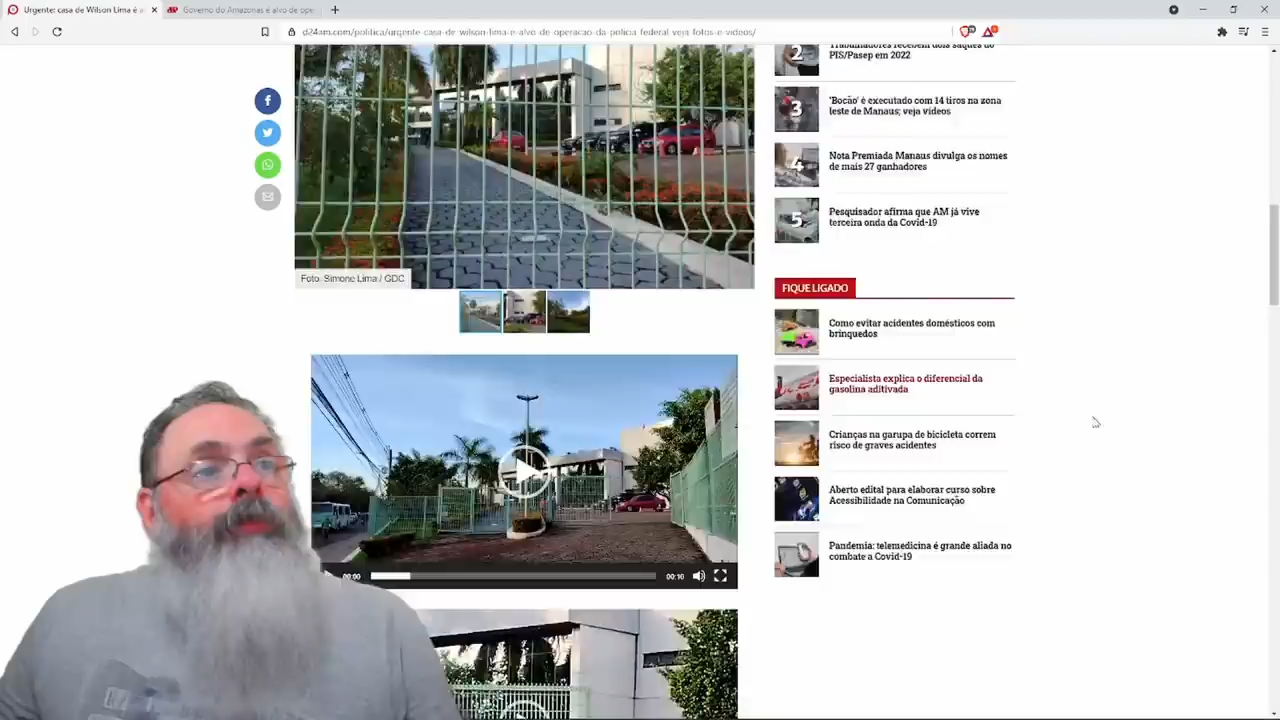 Urgente: casa de Wilson Lima é a
Governo do Amazonas é alvo de ope
d24am.com/politica/urgente-casa-de-wilson-lima-e-alvo-de-operacao-da-policia-federal-veja-fotos-e-videos/
Foto: Simone Lima / GDC
00:00
00:10
2
Trabalhadores recebem dois saques do
PIS/Pasep em 2022
3
'Bocão' é executado com 14 tiros na zona
leste de Manaus; veja vídeos
4
Nota Premiada Manaus divulga os nomes
de mais 27 ganhadores
5
Pesquisador afirma que AM já vive
terceira onda da Covid-19
FIQUE LIGADO
Como evitar acidentes domésticos com
brinquedos
Especialista explica o diferencial da
gasolina aditivada
Crianças na garupa de bicicleta correm
risco de graves acidentes
Aberto edital para elaborar curso sobre
Acessibilidade na Comunicação
Pandemia: telemedicina é grande aliada no
combate a Covid-19